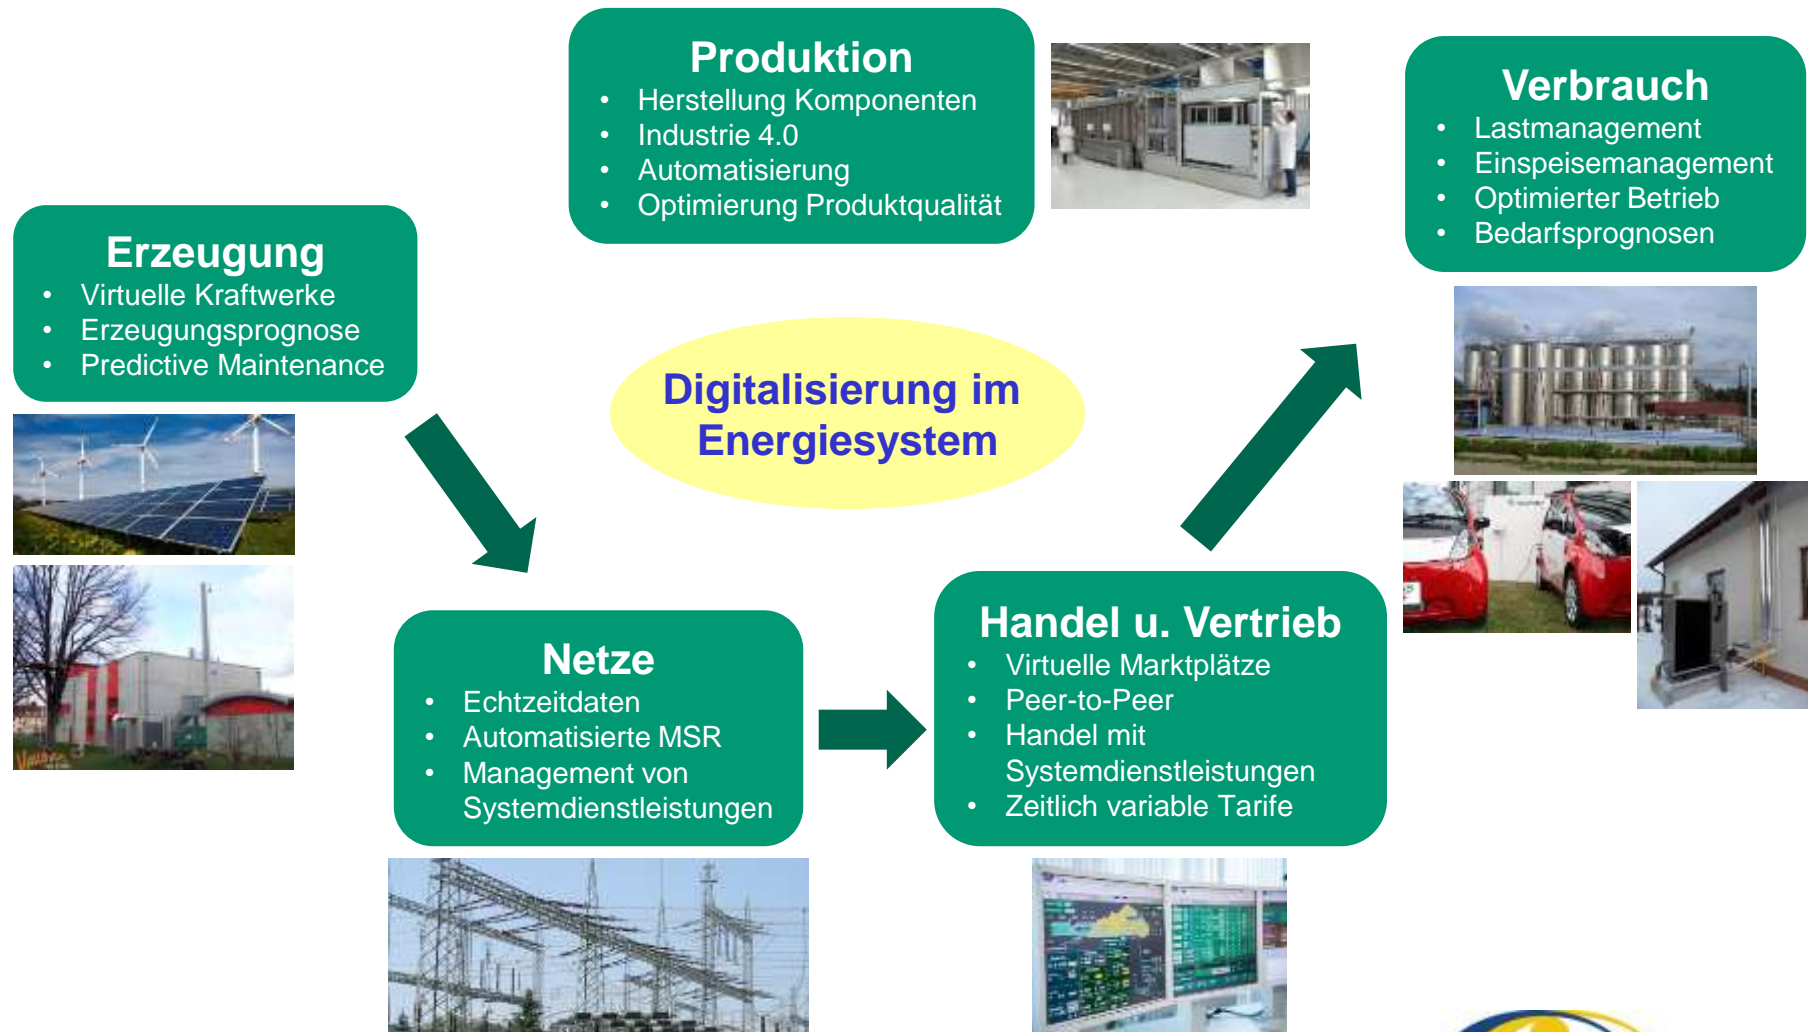 Produktion
• Herstellung Komponenten
• Industrie 4.0
• Automatisierung
• Optimierung Produktqualität
Verbrauch
• Lastmanagement
• Einspeisemanagement
• Optimierter Betrieb
• Bedarfsprognosen
Erzeugung
• Virtuelle Kraftwerke
• Erzeugungsprognose
• Predictive Maintenance
Digitalisierung im
Energiesystem
Netze
• Echtzeitdaten
• Automatisierte MSR
• Management von
Systemdienstleistungen
Handel u. Vertrieb
• Virtuelle Marktplätze
• Peer-to-Peer
• Handel mit
Systemdienstleistungen
• Zeitlich variable Tarife